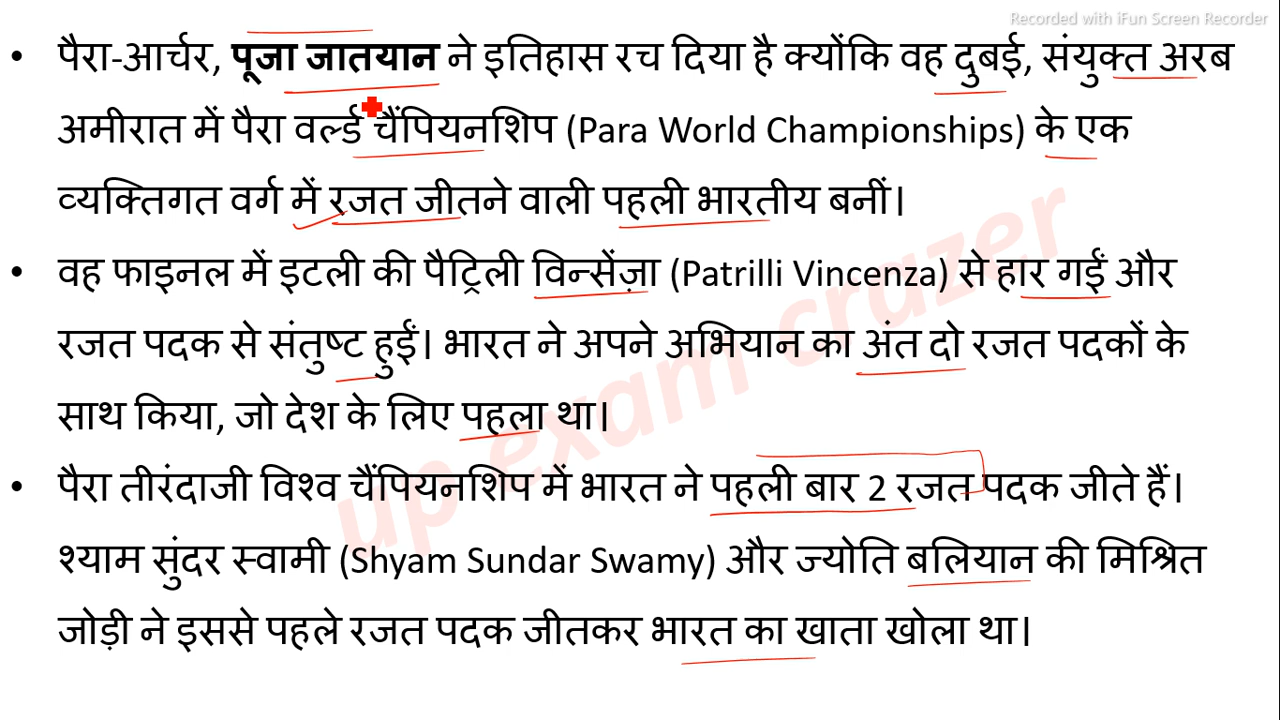 Recorded with iFun Screen Recorder
• पैरा-आर्चर, पूजा जातयान ने इतिहास रच दिया है क्योंकि वह दुबई, संयुक्त अरब
अमीरात में पैरा वर्ल्ड चैंपियनशिप (Para World Championships) के एक
व्यक्तिगत वर्ग में रजत जीतने वाली पहली भारतीय बनीं।
• वह फाइनल में इटली की पैट्रिली विन्सेंज़ा (Patrilli Vincenza) से हार गईं और
रजत पदक से संतुष्ट हुईं। भारत ने अपने अभियान का अंत दो रजत पदकों के
साथ किया, जो देश के लिए पहला था।
• पैरा तीरंदाजी विश्व चैंपियनशिप में भारत ने पहली बार 2 रजत पदक जीते हैं।
श्याम सुंदर स्वामी (Shyam Sundar Swamy) और ज्योति बलियान की मिश्रित
जोड़ी ने इससे पहले रजत पदक जीतकर भारत का खाता खोला था।
up exam cruzer